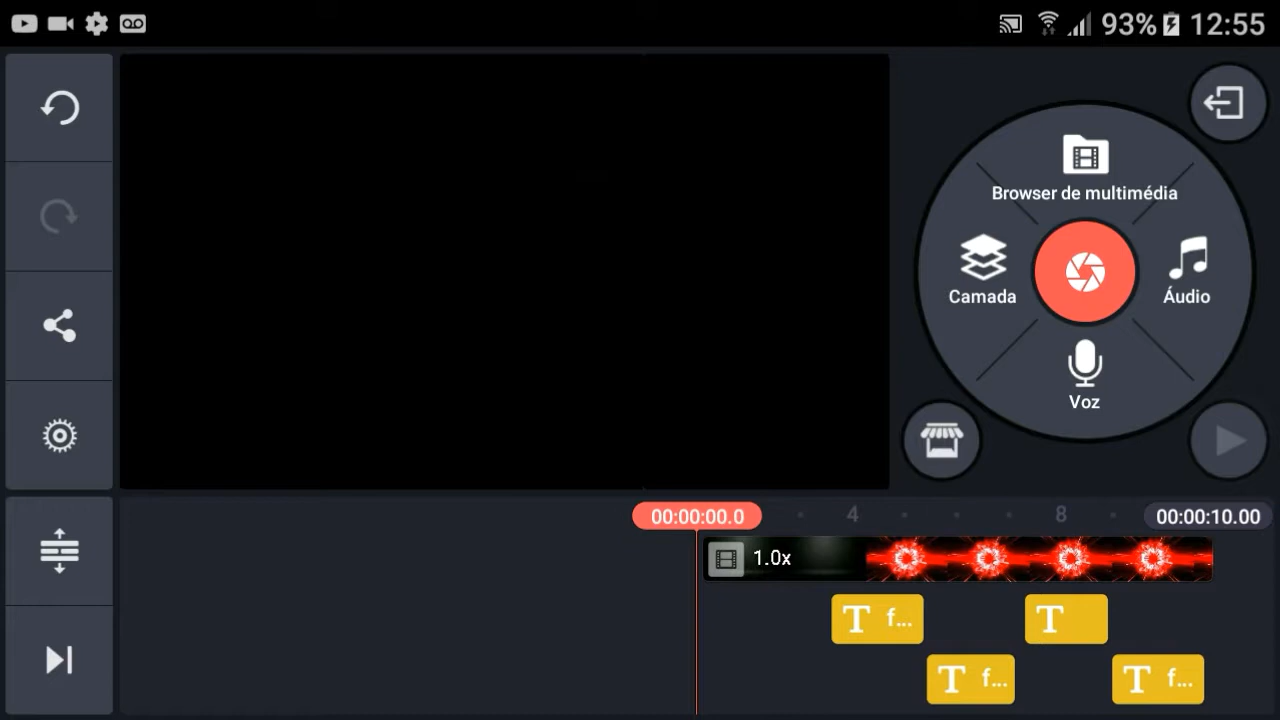 93% 12:55
Browser de multimédia
Camada
Áudio
Voz
00:00:00.0 4 8 00:00:10.00
1.0x
T f... T
T f... T f...